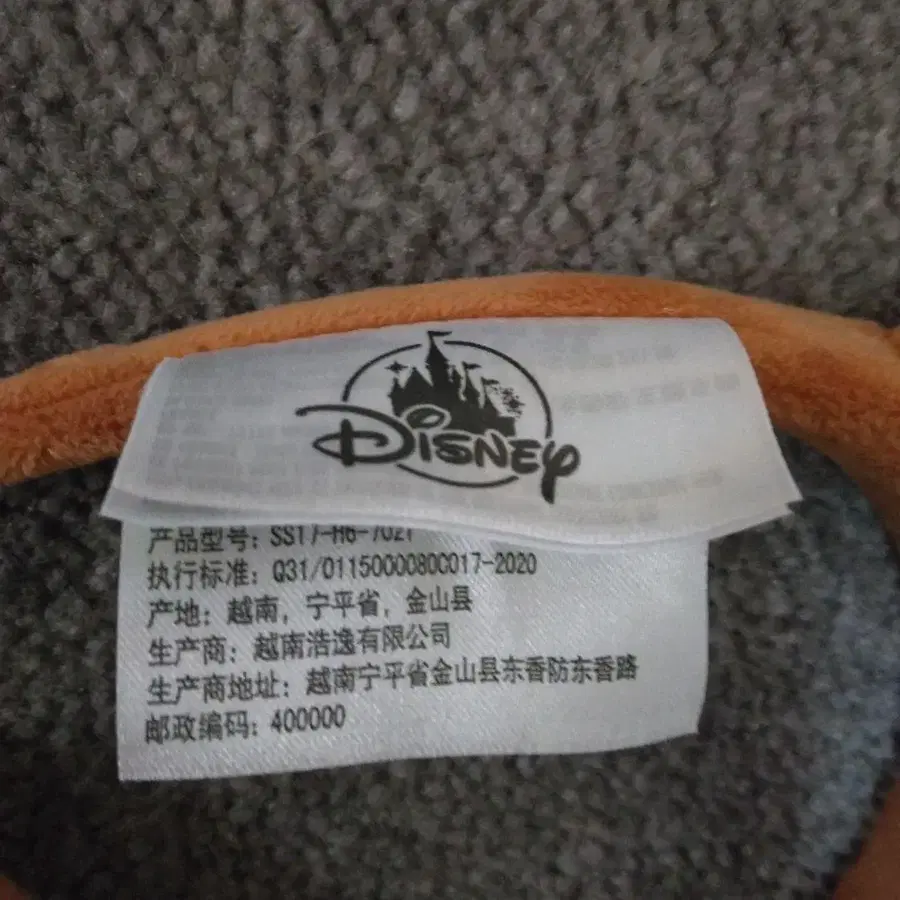 Disney
产品型号: SS17-H6-702
执行标准: Q31/0115000080C017-2020
产地: 越南, 宁平省, 金山县
生产商: 越南浩逸有限公司
生产商地址: 越南宁平省金山县东香防东香路
邮政编码: 400000